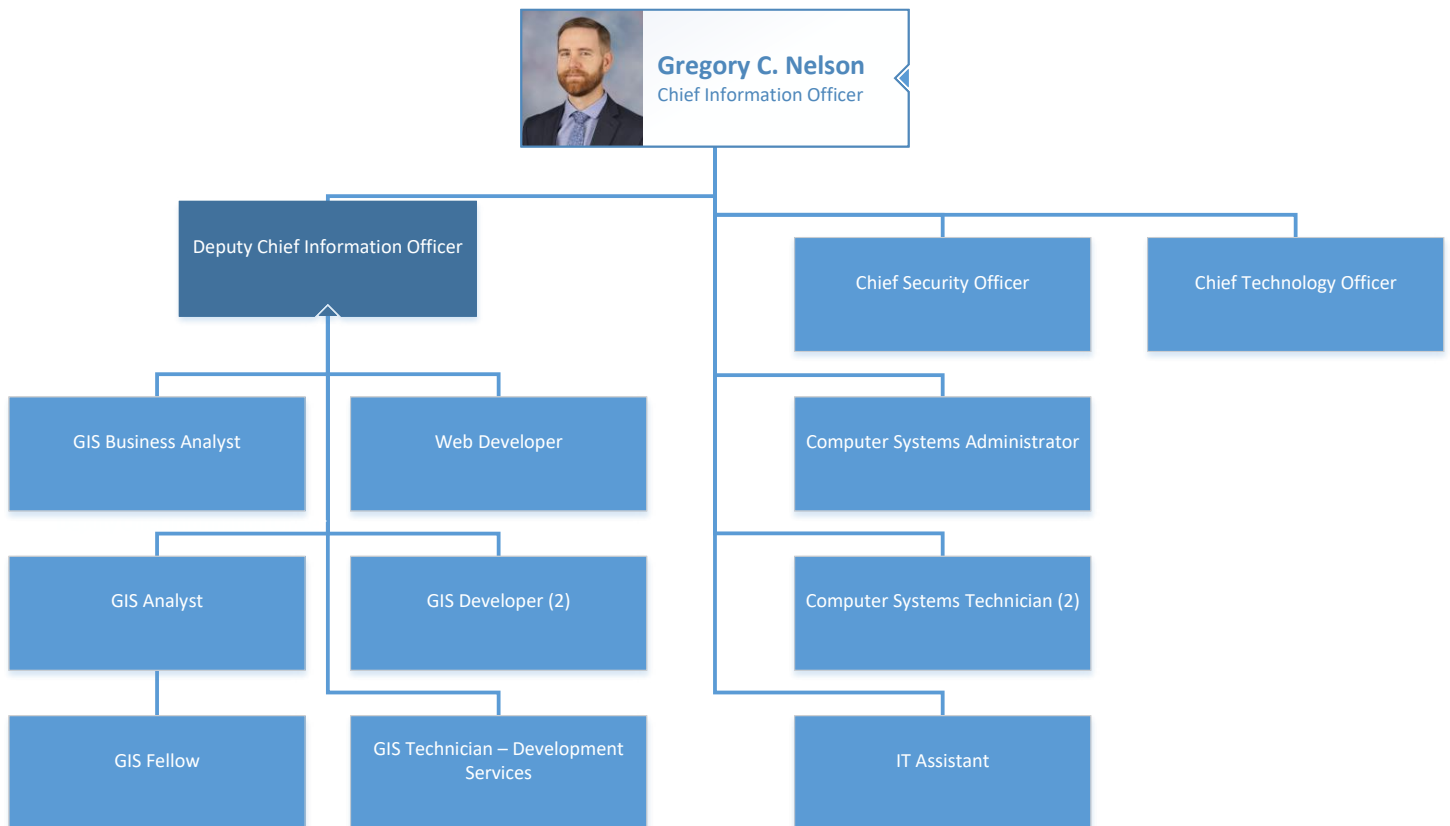 Gregory C. Nelson
Chief Information Officer
Deputy Chief Information Officer
Chief Security Officer
Chief Technology Officer
GIS Business Analyst
Web Developer
Computer Systems Administrator
GIS Analyst
GIS Developer (2)
Computer Systems Technician (2)
GIS Fellow
GIS Technician – Development
Services
IT Assistant